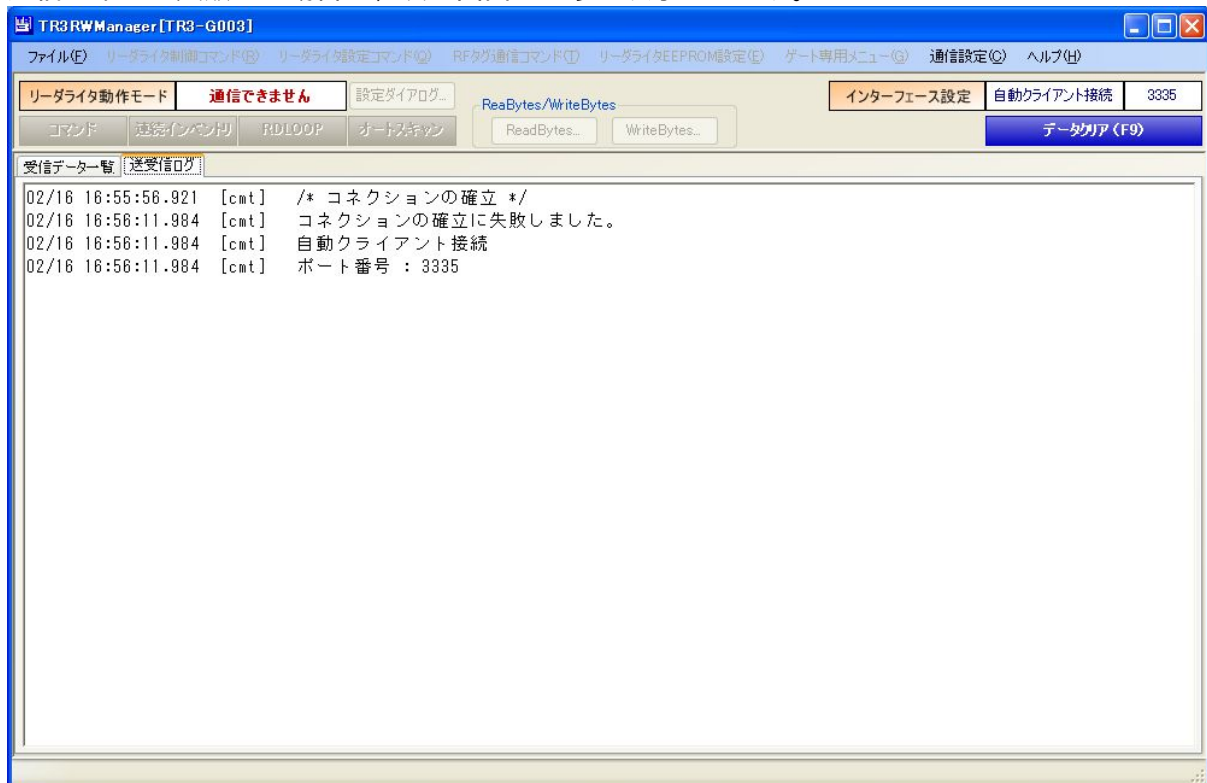 TR3RWManager[TR3-G003]
ファイル(F) リーダライタ制御コマンド(R) リーダライタ設定コマンド(Q) RFタグ通信コマンド(T) リーダライタEEPROM設定(E) ゲート専用メニュー(G) 通信設定(C) ヘルプ(H)
リーダライタ動作モード 通信できません 設定ダイアログ... ReaBytes/WriteBytes インターフェース設定 自動クライアント接続 3335
コマンド 連続インベントリ RDLOOP オートスキャン ReadBytes... WriteBytes... データクリア(F9)
受信データ一覧 送受信ログ
02/16 16:55:56.921 [cmt] /* コネクションの確立 */
02/16 16:56:11.984 [cmt] コネクションの確立に失敗しました。
02/16 16:56:11.984 [cmt] 自動クライアント接続
02/16 16:56:11.984 [cmt] ポート番号 : 3335